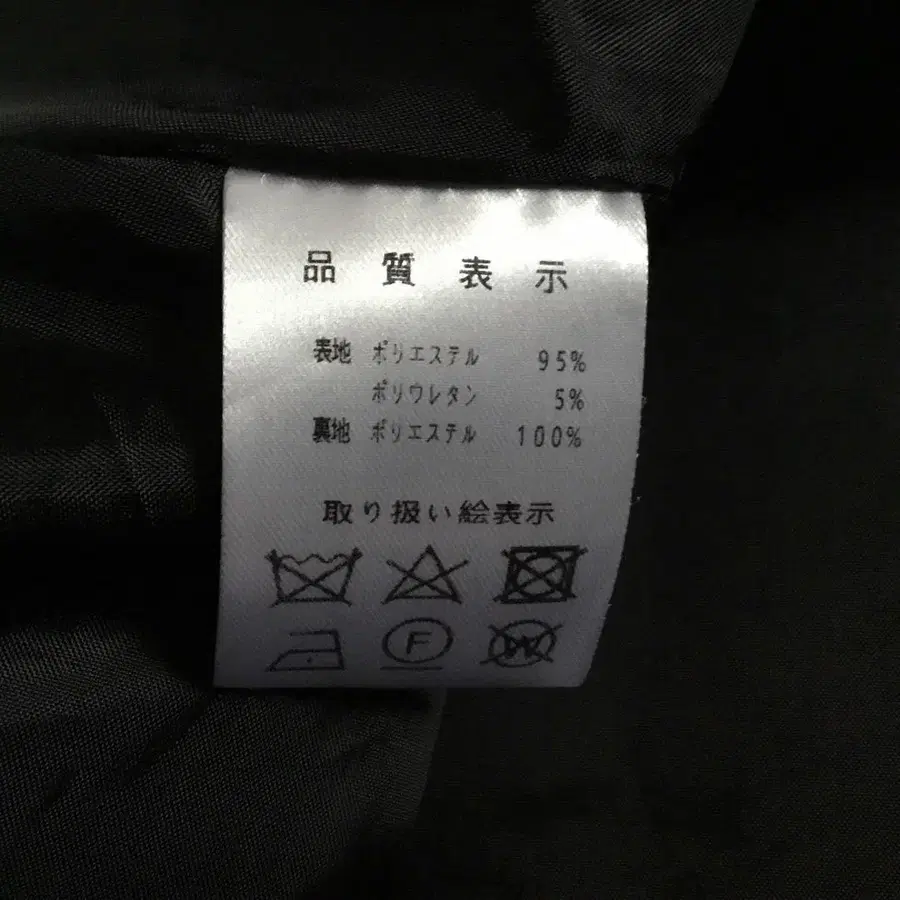 品質表示
表地 ポリエステル 95%
ポリウレタン 5%
裏地 ポリエステル 100%
取り扱い絵表示
F
W